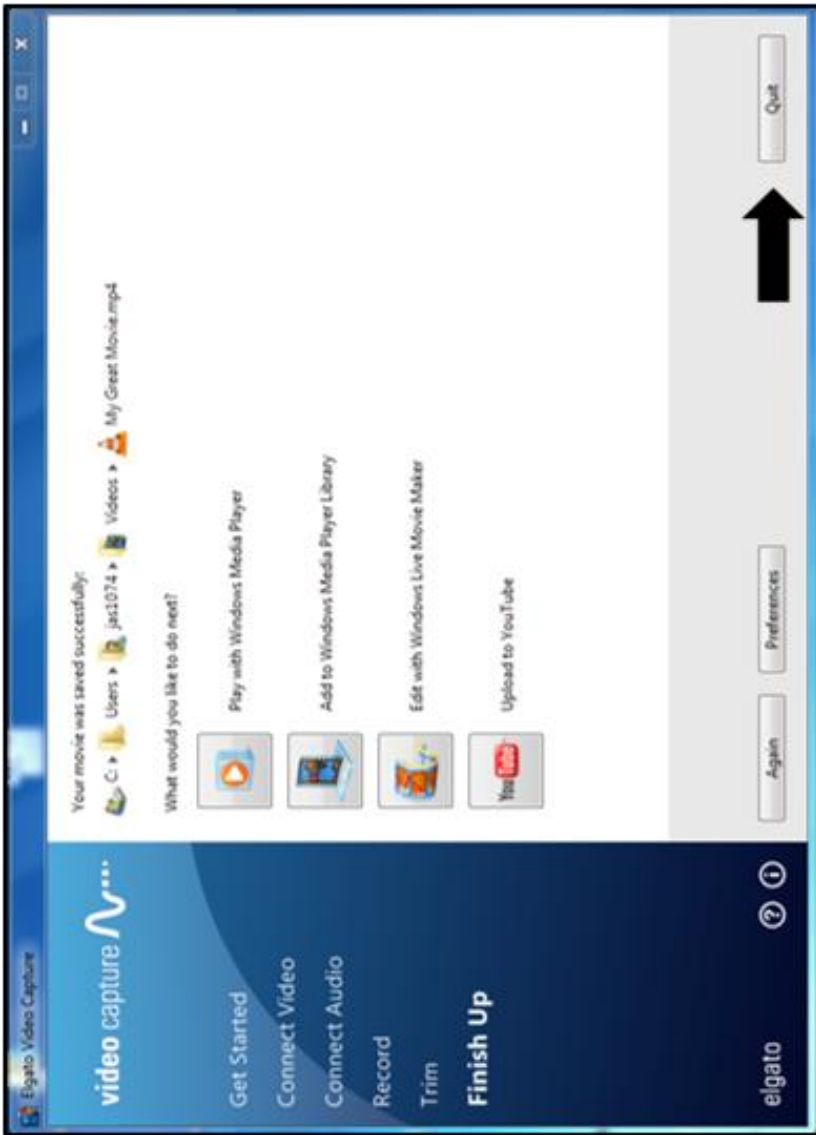 Elgato Video Capture
video capture
Get Started
Connect Video
Connect Audio
Record
Trim
Finish Up
elgato
Your movie was saved successfully:
C: ▸ Users ▸ jas1074 ▸ Videos ▸ My Great Movie.mp4
What would you like to do next?
Play with Windows Media Player
Add to Windows Media Player Library
Edit with Windows Live Movie Maker
You Tube
Upload to YouTube
Again
Preferences
Quit